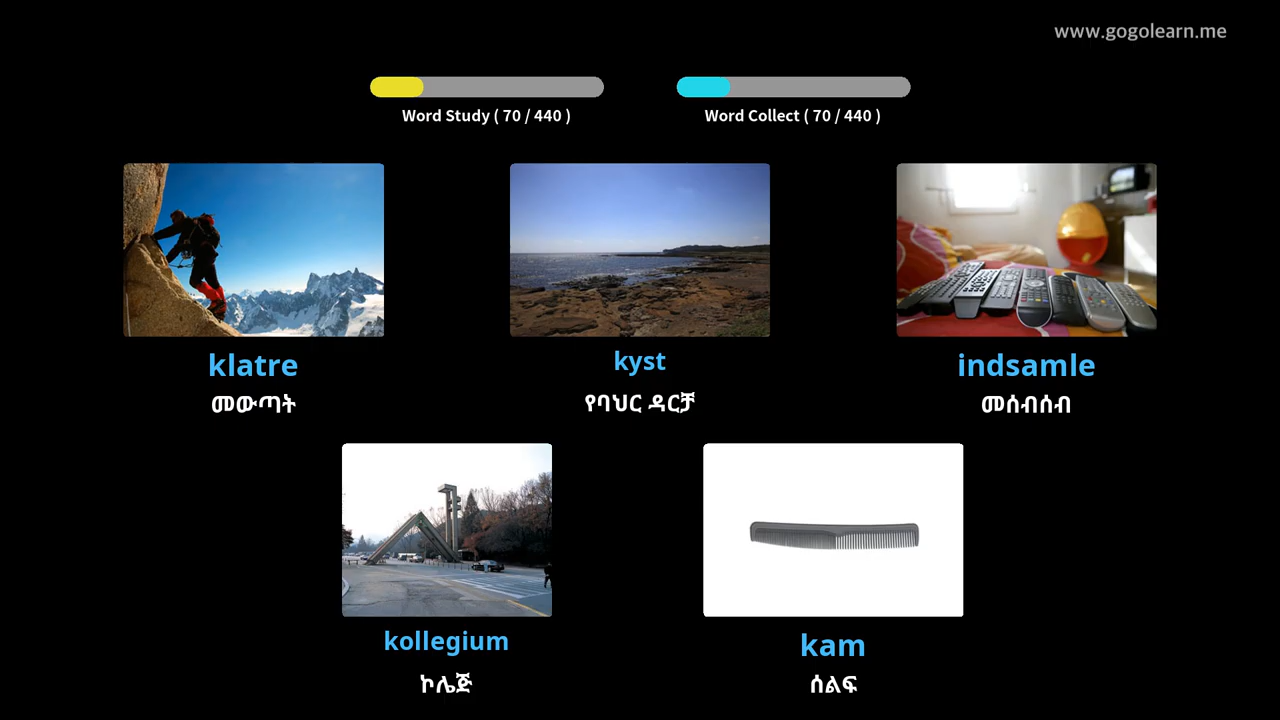 www.gogolearn.me
Word Study ( 70 / 440 )
Word Collect ( 70 / 440 )
klatre
መውጣት
kyst
የባህር ዳርቻ
indsamle
መሰብሰብ
kollegium
ኮሌጅ
kam
ሰልፍ